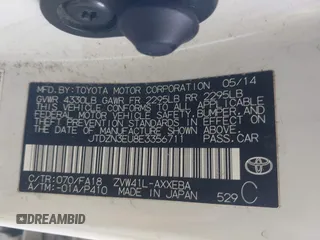 MFD.BY:TOYOTA MOTOR CORPORATION 05/14
GVWR 4330LB GAWR FR 2295LB RR 2295LB
THIS VEHICLE CONFORMS TO ALL APPLICABLE
FEDERAL MOTOR VEHICLE SAFETY, BUMPER, AND
THEFT PREVENTION STANDARDS IN EFFECT ON
THE DATE OF MANUFACTURE SHOWN ABOVE.
JTDZN3EU8E3356711 PASS.CAR
C/TR:070/FA18 ZVW41L-AXXEBA
A/TM:-01A/P410 MADE IN JAPAN 529 C
TOYOTA
AUTOBIDCAR